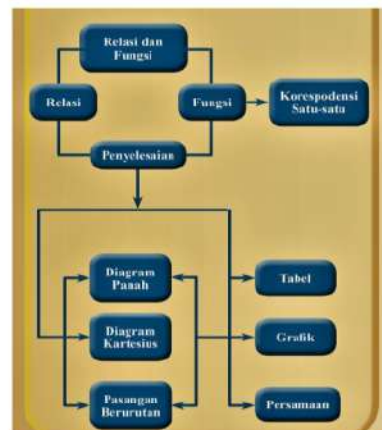 Relasi dan
Fungsi
Relasi
Fungsi
Korespodensi
Satu-satu
Penyelesaian
Diagram
Panah
Tabel
Diagram
Kartesius
Grafik
Pasangan
Berurutan
Persamaan